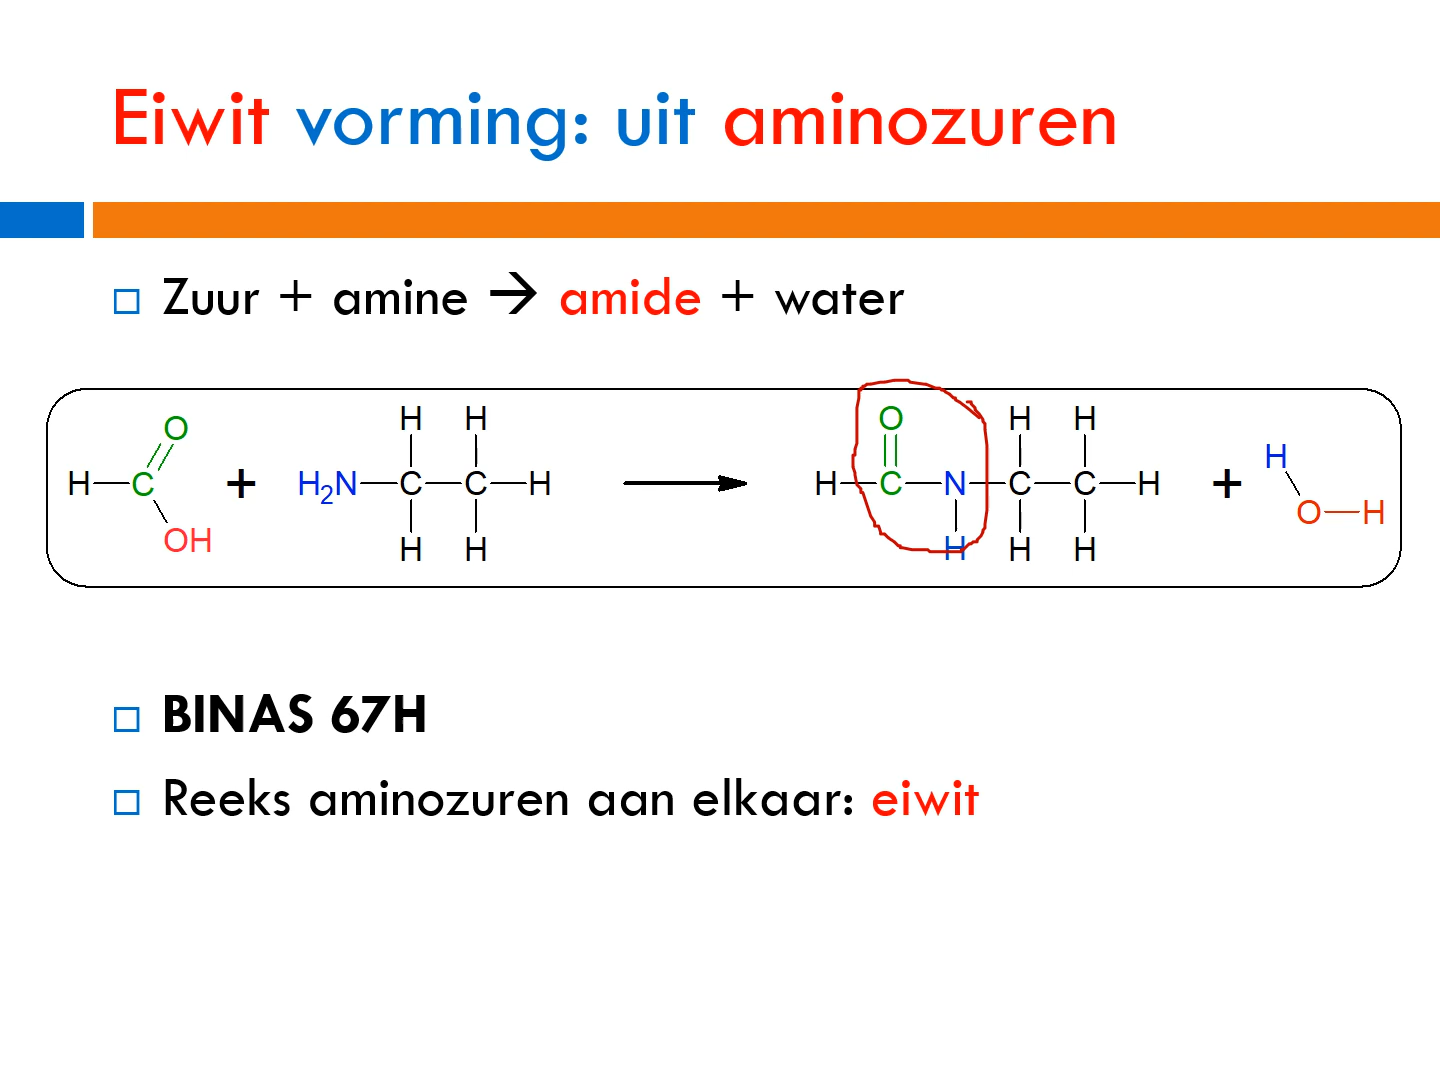 Eiwit vorming: uit aminozuren
Zuur + amine → amide + water
O H H O H H
H C + H₂N C C H → H C N C C H + H O H
OH H H H H H
BINAS 67H
Reeks aminozuren aan elkaar: eiwit